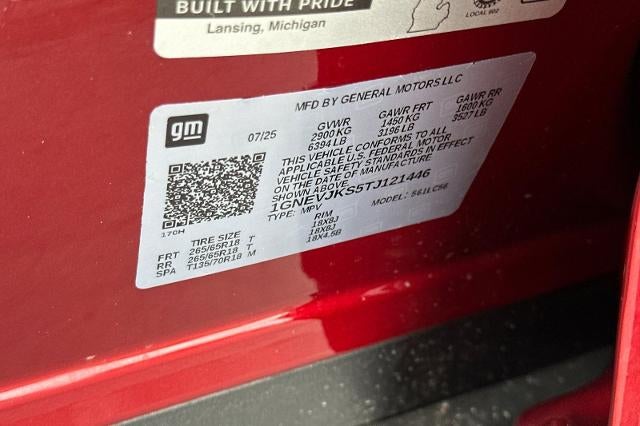 BUILT WITH PRIDE
Lansing, Michigan
LOCAL 602
MFD BY GENERAL MOTORS LLC
gm
07/25
GVWR GAWR FRT GAWR RR
2900 KG 1450 KG 1600 KG
6394 LB 3196 LB 3527 LB
THIS VEHICLE CONFORMS TO ALL
APPLICABLE U.S. FEDERAL MOTOR
VEHICLE SAFETY STANDARDS IN EFFECT
ON THE DATE OF MANUFACTURE
SHOWN ABOVE.
1GNEVJKS5TJ121446
TYPE: MPV MODEL: 561LC56
170H
TIRE SIZE RIM
FRT 265/65R18 T 18X8J
RR 265/65R18 T 18X8J
SPA T135/70R18 M 18X4.5B